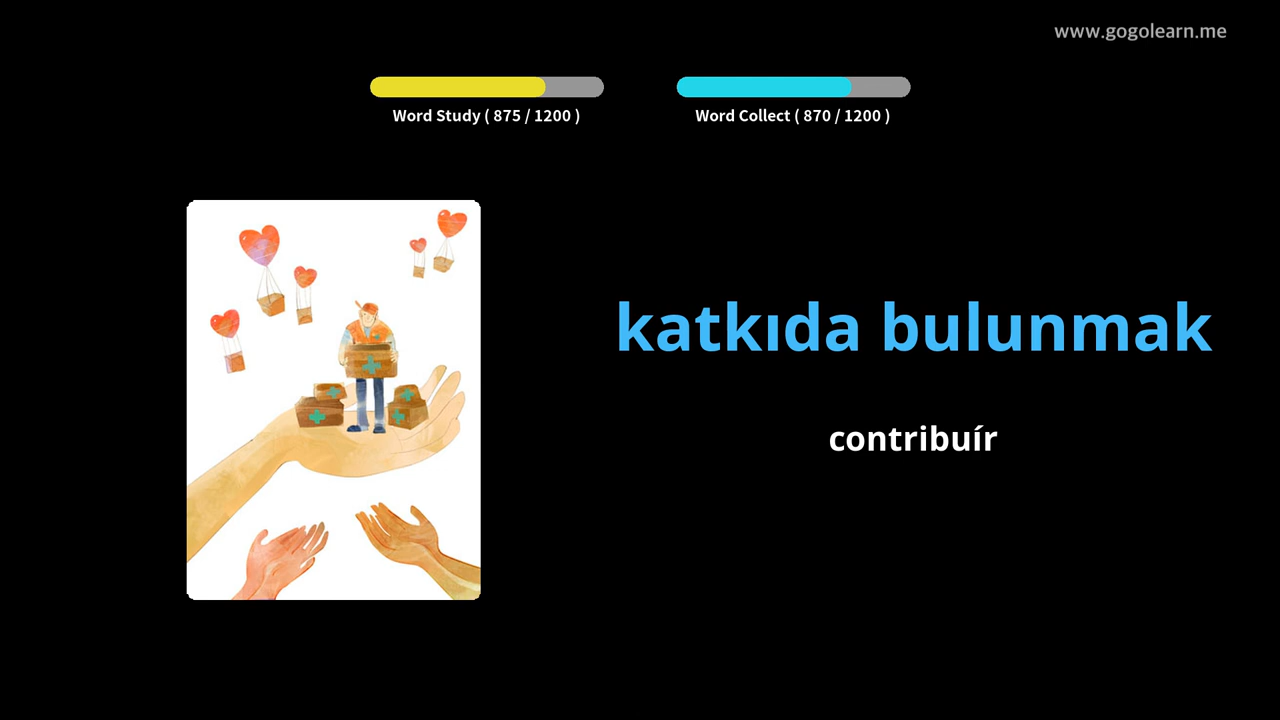 www.gogolearn.me
Word Study ( 875 / 1200 )
Word Collect ( 870 / 1200 )
katkıda bulunmak
contribuír